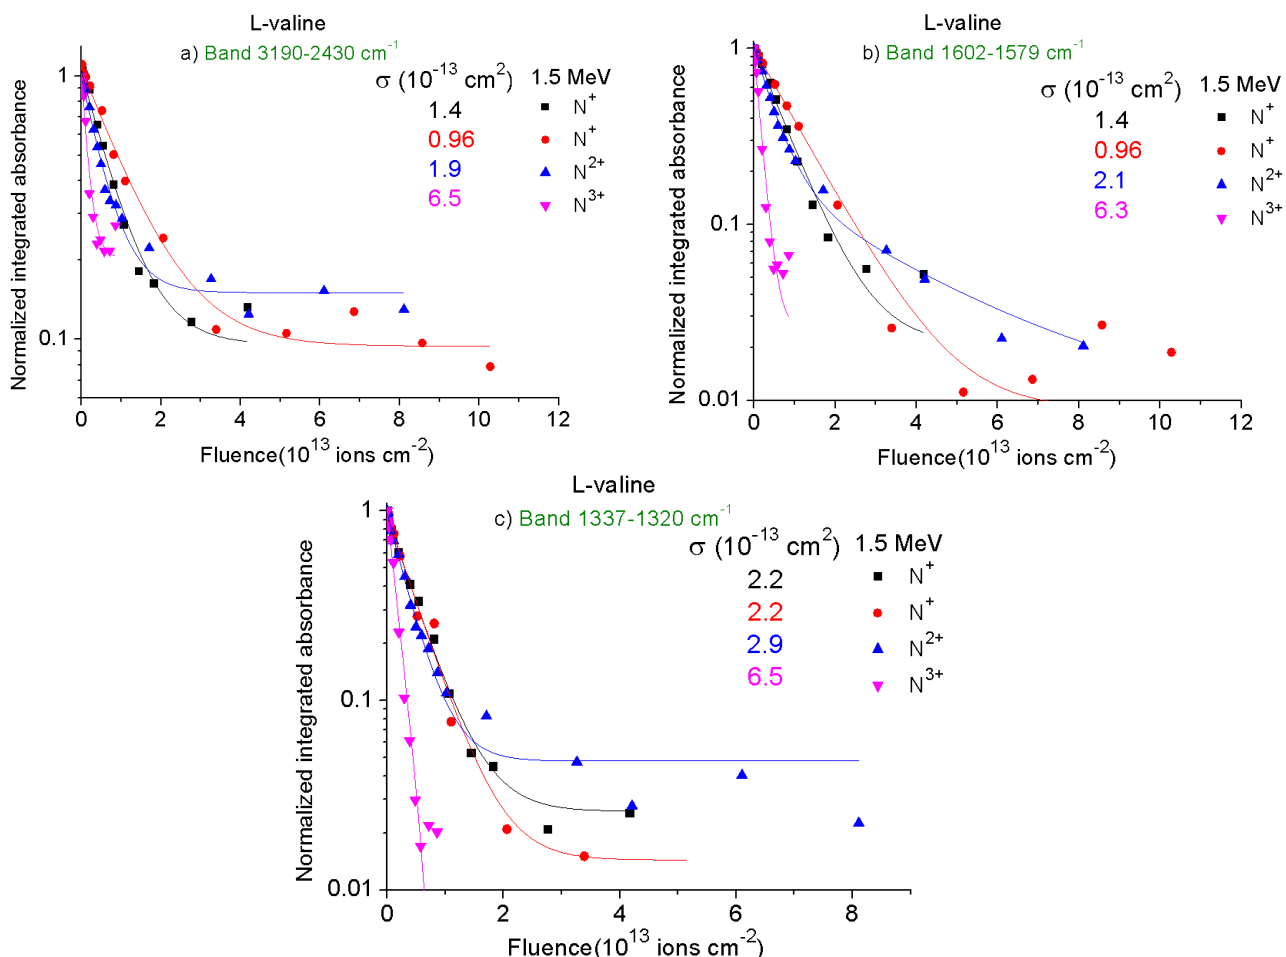 L-valine
a) Band 3190-2430 cm⁻¹
σ (10⁻¹³ cm²) 1.5 MeV
1.4 N⁺
0.96 N⁺
1.9 N²⁺
6.5 N³⁺
Normalized integrated absorbance
1
0.1
0 2 4 6 8 10 12
Fluence(10¹³ ions cm⁻²)
L-valine
b) Band 1602-1579 cm⁻¹
σ (10⁻¹³ cm²) 1.5 MeV
1.4 N⁺
0.96 N⁺
2.1 N²⁺
6.3 N³⁺
Normalized integrated absorbance
1
0.1
0.01
0 2 4 6 8 10 12
Fluence(10¹³ ions cm⁻²)
L-valine
c) Band 1337-1320 cm⁻¹
σ (10⁻¹³ cm²) 1.5 MeV
2.2 N⁺
2.2 N⁺
2.9 N²⁺
6.5 N³⁺
Normalized integrated absorbance
1
0.1
0.01
0 2 4 6 8
Fluence(10¹³ ions cm⁻²)